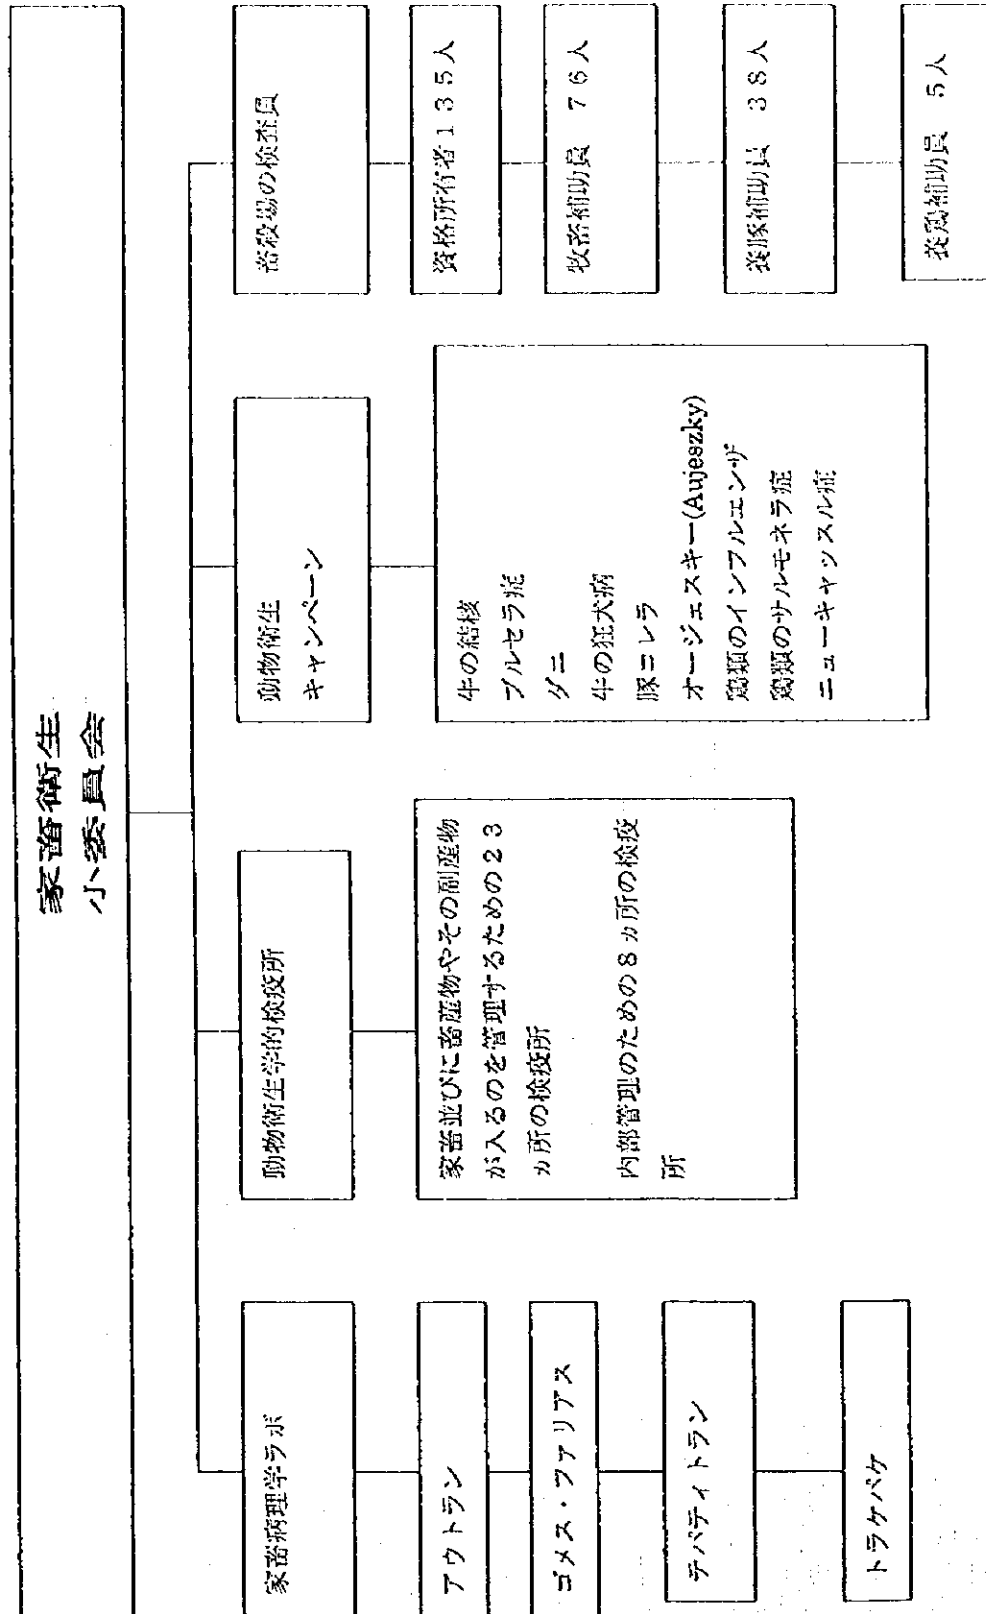 家畜衛生
小委員会
家畜病理学ラボ
アウトラン
ゴメス・ファリアス
テパティトラン
トラケパケ
動物衛生学的検疫所
家畜並びに畜産物やその副産物
が入るのを管理するための23
ヵ所の検疫所
内部管理のための8ヵ所の検疫
所
動物衛生
キャンペーン
牛の結核
ブルセラ症
ダニ
牛の狂犬病
豚コレラ
オージェスキー(Aujeszky)
鶏類のインフルエンザ
鶏類のサルモネラ症
ニューキャッスル症
畜殺場の検査員
資格所有者135人
牧畜補助員 76人
養豚補助員 38人
養鶏補助員 5人